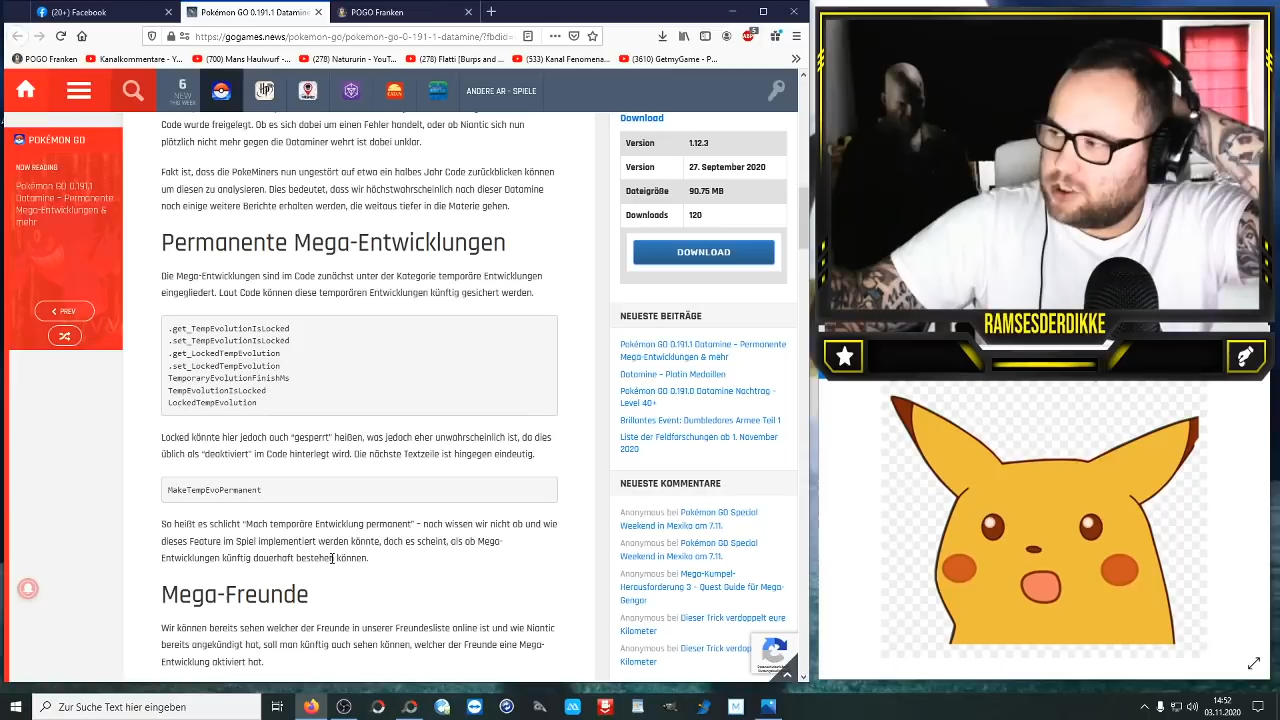 (20+) Facebook
Pokémon GO 0.191.1 Datamine
POGO Franken
https://gogames.news/pokemon-go/pokemon-go-0-191-1-datamine/
POGO Franken
Kanalkommentare - Y...
(700) Mans Haulwurf -...
(278) Natururin - YouT...
(278) Flatti [Burps and ...
(533) Kanal Fenomena...
(3610) GetmyGame - P...
6
NEW
THIS WEEK
ANDERE AR - SPIELE
POKÉMON GO
NOW READING
Pokémon GO 0.191.1
Datamine – Permanente
Mega-Entwicklungen &
mehr
PREV
Code wurde freigelegt. Ob es sich dabei um einen Fehler handelt, oder ob Niantic sich nun
plötzlich nicht mehr gegen die Dataminer wehrt ist dabei unklar.
Fakt ist, dass die PokeMiners nun ungestört auf etwa ein halbes Jahr Code zurückblicken können
um diesen zu analysieren. Dies bedeutet, dass wir höchstwahrscheinlich nach dieser Datamine
noch einige weitere Berichte erhalten werden, die weitaus tiefer in die Materie gehen.
Permanente Mega-Entwicklungen
Die Mega-Entwicklungen sind im Code zunächst unter der Kategorie temporäre Entwicklungen
eingegliedert. Laut Code können diese temporären Entwicklungen künftig gesichert werden.
.get_TempEvolutionIsLocked
.set_TempEvolutionIsLocked
.get_LockedTempEvolution
.set_LockedTempEvolution
TemporaryEvolutionFinishMs
TempEvolutionIsLocked
LockedTempEvolution
Locked könnte hier jedoch auch "gesperrt" heißen, was jedoch eher unwahrscheinlich ist, da dies
üblich als "deaktiviert" im Code hinterlegt wird. Die nächste Textzeile ist hingegen eindeutig.
MakeTempEvoPermanent
So heißt es schlicht "Mach temporäre Entwicklung permanent" – noch wissen wir nicht ob und wie
dieses Feature im Spiel implementiert werden könnte, doch es scheint, als ob Mega-
Entwicklungen künftig dauerhaft bestehen können.
Mega-Freunde
Wir können bereits sehen welcher der Freunde in unserer Freundesliste online ist und wie Niantic
bereits angekündigt hat, soll man künftig auch sehen können, welcher der Freunde eine Mega-
Entwicklung aktiviert hat.
Download
Version 1.12.3
Version 27. September 2020
Dateigröße 90.75 MB
Downloads 120
DOWNLOAD
NEUESTE BEITRÄGE
Pokémon GO 0.191.1 Datamine – Permanente
Mega-Entwicklungen & mehr
Datamine – Platin Medaillen
Pokémon GO 0.191.0 Datamine Nachtrag –
Level 40+
Brillantes Event: Dumbledores Armee Teil 1
Liste der Feldforschungen ab 1. November
2020
NEUESTE KOMMENTARE
Anonymous bei Pokémon GO Special
Weekend in Mexiko am 7.11.
Anonymous bei Pokémon GO Special
Weekend in Mexiko am 7.11.
Anonymous bei Mega-Kumpel-
Herausforderung 3 – Quest Guide für Mega-
Gengar
Anonymous bei Dieser Trick verdoppelt eure
Kilometer
Anonymous bei Dieser Trick verdop
Kilometer
RAMSESDERDIKKE
Zur Suche Text hier eingeben
14:52
03.11.2020